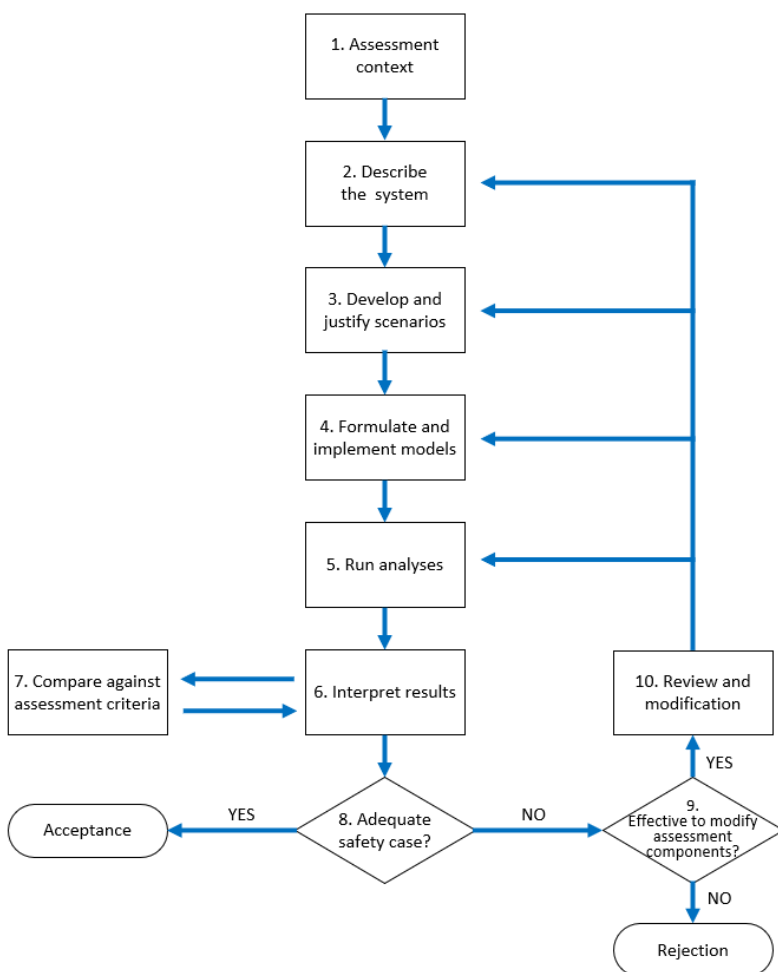 1. Assessment
context
2. Describe
the system
3. Develop and
justify scenarios
4. Formulate and
implement models
5. Run analyses
7. Compare against
assessment criteria
6. Interpret results
10. Review and
modification
YES
Acceptance
YES
8. Adequate
safety case?
NO
9.
Effective to modify
assessment
components?
NO
Rejection